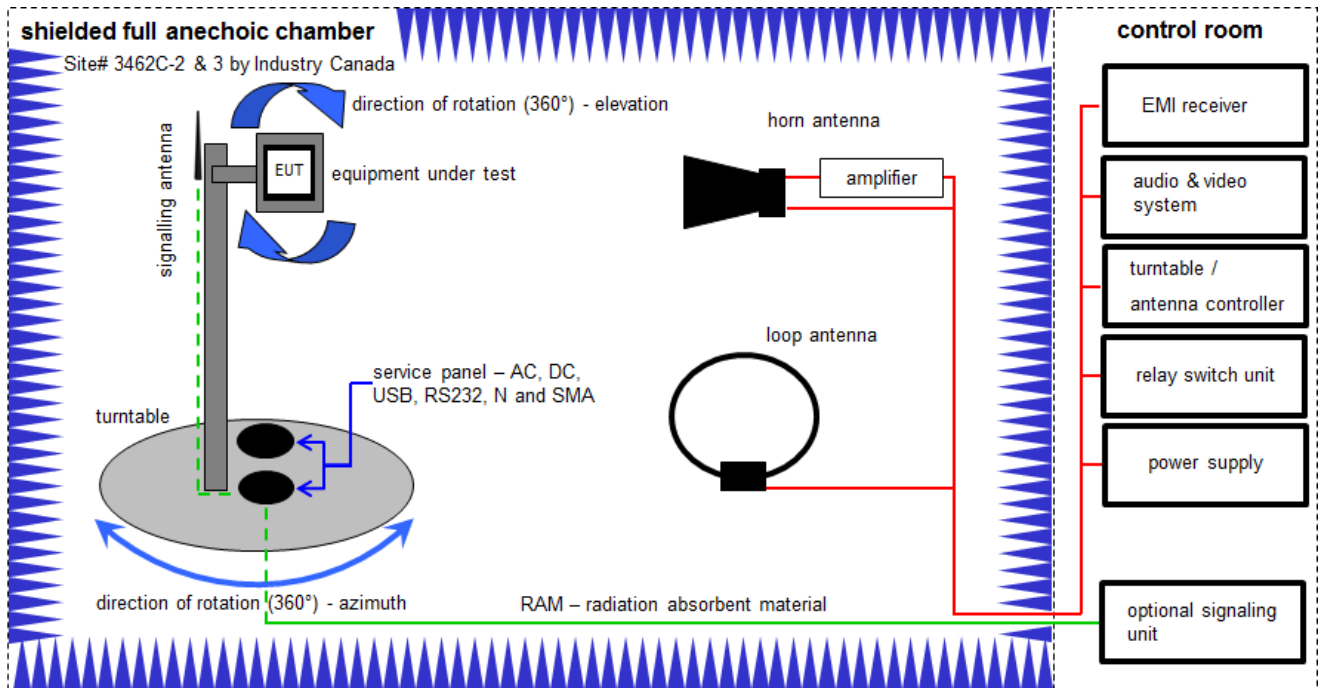 shielded full anechoic chamber
Site# 3462C-2 & 3 by Industry Canada
direction of rotation (360°) - elevation
signalling antenna
EUT
equipment under test
horn antenna
amplifier
loop antenna
service panel – AC, DC,
USB, RS232, N and SMA
turntable
direction of rotation (360°) - azimuth
RAM – radiation absorbent material
control room
EMI receiver
audio & video
system
turntable /
antenna controller
relay switch unit
power supply
optional signaling
unit